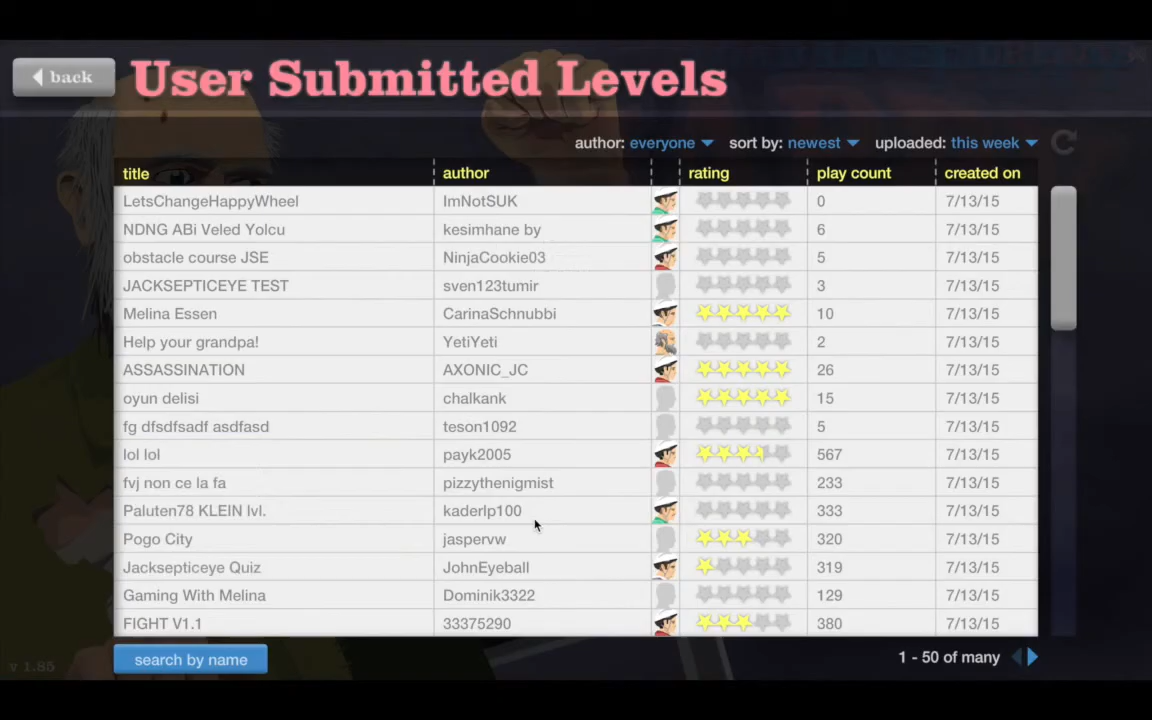 back
User Submitted Levels
author: everyone sort by: newest uploaded: this week
title author rating play count created on
LetsChangeHappyWheel ImNotSUK 0 7/13/15
NDNG ABi Veled Yolcu kesimhane by 6 7/13/15
obstacle course JSE NinjaCookie03 5 7/13/15
JACKSEPTICEYE TEST sven123tumir 3 7/13/15
Melina Essen CarinaSchnubbi 10 7/13/15
Help your grandpa! YetiYeti 2 7/13/15
ASSASSINATION AXONIC_JC 26 7/13/15
oyun delisi chalkank 15 7/13/15
fg dfsdfsadf asdfasd teson1092 5 7/13/15
lol lol payk2005 567 7/13/15
fvj non ce la fa pizzythenigmist 233 7/13/15
Paluten78 KLEIN lvl. kaderlp100 333 7/13/15
Pogo City jaspervw 320 7/13/15
Jacksepticeye Quiz JohnEyeball 319 7/13/15
Gaming With Melina Dominik3322 129 7/13/15
FIGHT V1.1 33375290 380 7/13/15
v 1.85 search by name 1 - 50 of many